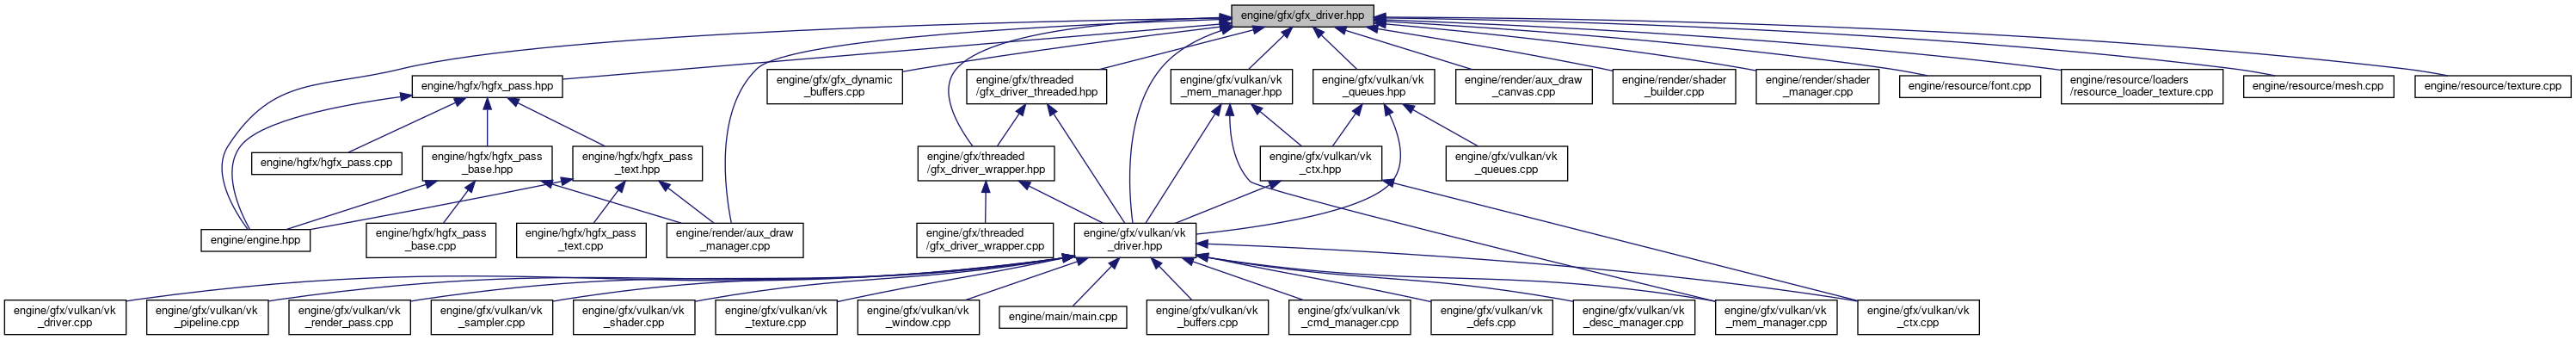 engine/gfx/gfx_driver.hpp
engine/hgfx/hgfx_pass.hpp
engine/gfx/gfx_dynamic
_buffers.cpp
engine/gfx/threaded
/gfx_driver_threaded.hpp
engine/gfx/vulkan/vk
_mem_manager.hpp
engine/gfx/vulkan/vk
_queues.hpp
engine/render/aux_draw
_canvas.cpp
engine/render/shader
_builder.cpp
engine/render/shader
_manager.cpp
engine/resource/font.cpp
engine/resource/loaders
/resource_loader_texture.cpp
engine/resource/mesh.cpp
engine/resource/texture.cpp
engine/hgfx/hgfx_pass.cpp
engine/hgfx/hgfx_pass
_base.hpp
engine/hgfx/hgfx_pass
_text.hpp
engine/gfx/threaded
/gfx_driver_wrapper.hpp
engine/gfx/vulkan/vk
_ctx.hpp
engine/gfx/vulkan/vk
_queues.cpp
engine/engine.hpp
engine/hgfx/hgfx_pass
_base.cpp
engine/hgfx/hgfx_pass
_text.cpp
engine/render/aux_draw
_manager.cpp
engine/gfx/threaded
/gfx_driver_wrapper.cpp
engine/gfx/vulkan/vk
_driver.hpp
engine/gfx/vulkan/vk
_driver.cpp
engine/gfx/vulkan/vk
_pipeline.cpp
engine/gfx/vulkan/vk
_render_pass.cpp
engine/gfx/vulkan/vk
_sampler.cpp
engine/gfx/vulkan/vk
_shader.cpp
engine/gfx/vulkan/vk
_texture.cpp
engine/gfx/vulkan/vk
_window.cpp
engine/main/main.cpp
engine/gfx/vulkan/vk
_buffers.cpp
engine/gfx/vulkan/vk
_cmd_manager.cpp
engine/gfx/vulkan/vk
_defs.cpp
engine/gfx/vulkan/vk
_desc_manager.cpp
engine/gfx/vulkan/vk
_mem_manager.cpp
engine/gfx/vulkan/vk
_ctx.cpp